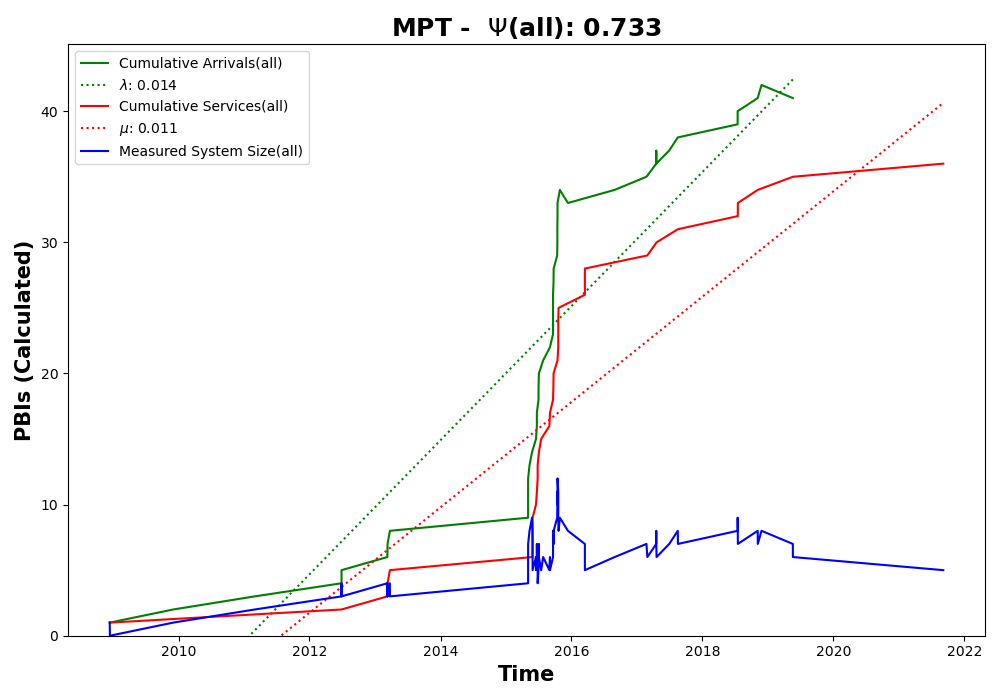 MPT - Ψ(all): 0.733
Cumulative Arrivals(all)
λ: 0.014
Cumulative Services(all)
μ: 0.011
Measured System Size(all)
PBIs (Calculated)
40
30
20
10
0
2010 2012 2014 2016 2018 2020 2022
Time